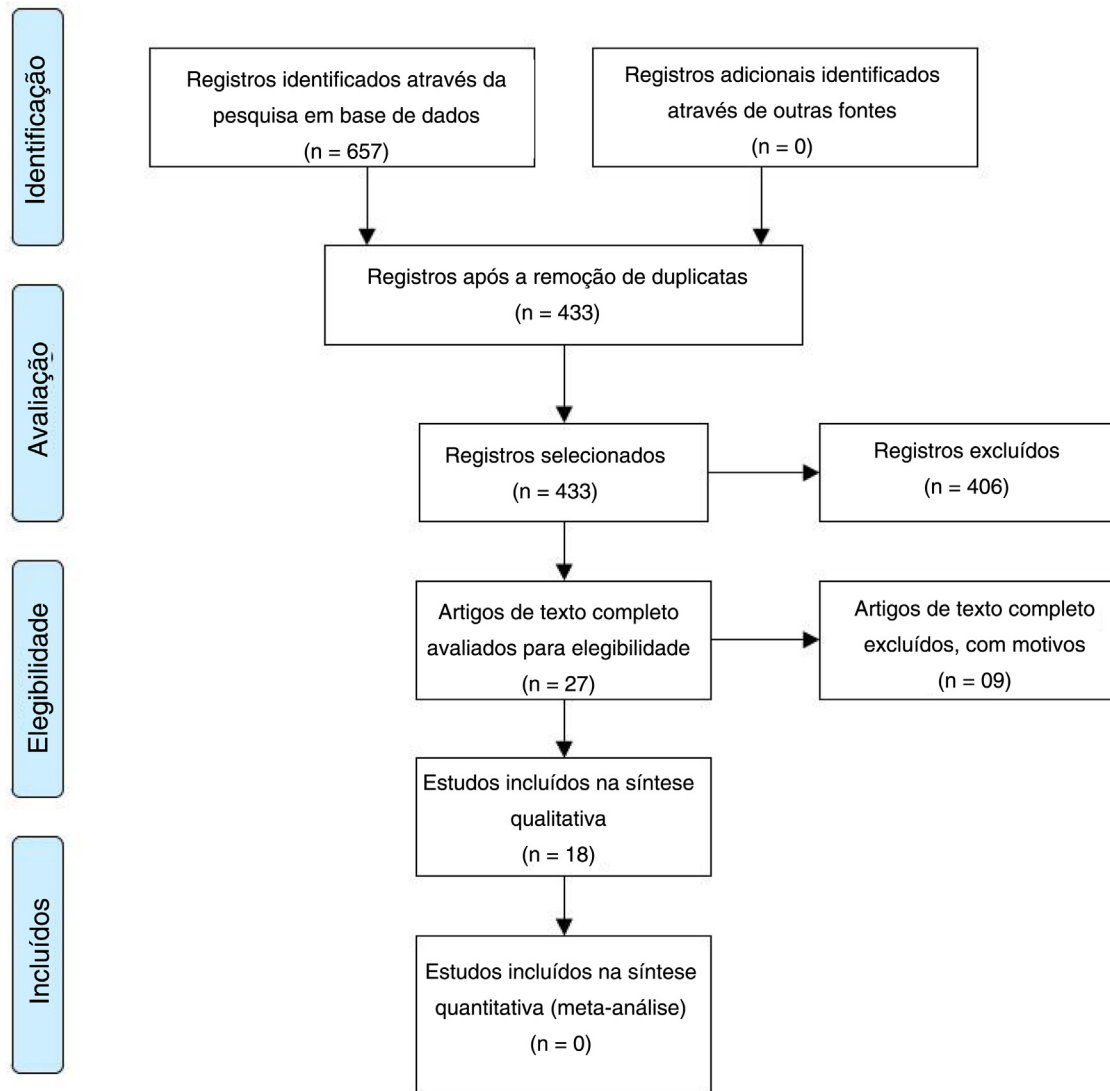 Identificação
Registros identificados através da
pesquisa em base de dados
(n = 657)
Registros adicionais identificados
através de outras fontes
(n = 0)
Registros após a remoção de duplicatas
(n = 433)
Avaliação
Registros selecionados
(n = 433)
Registros excluídos
(n = 406)
Elegibilidade
Artigos de texto completo
avaliados para elegibilidade
(n = 27)
Artigos de texto completo
excluídos, com motivos
(n = 09)
Estudos incluídos na síntese
qualitativa
(n = 18)
Incluídos
Estudos incluídos na síntese
quantitativa (meta-análise)
(n = 0)